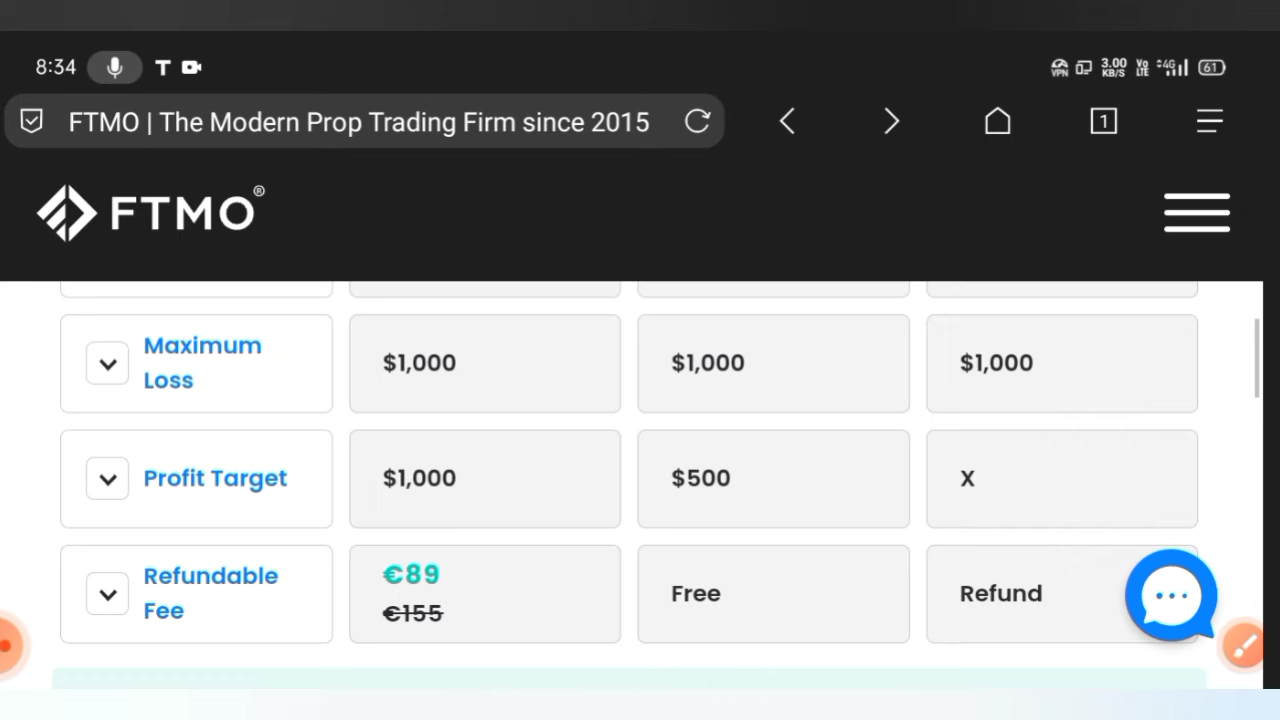 8:34 T VPN 3.00 KB/S Vo LTE 4G 61
FTMO | The Modern Prop Trading Firm since 2015 1
FTMO®
Maximum Loss $1,000 $1,000 $1,000
Profit Target $1,000 $500 X
Refundable Fee €89 €155 Free Refund